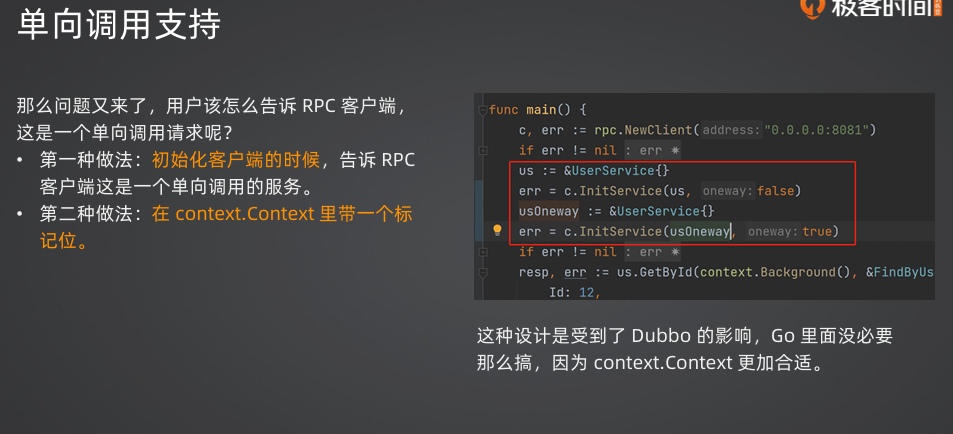 单向调用支持
极客时间
那么问题又来了，用户该怎么告诉 RPC 客户端，
这是一个单向调用请求呢？
• 第一种做法：初始化客户端的时候，告诉 RPC
客户端这是一个单向调用的服务。
• 第二种做法：在 context.Context 里带一个标
记位。
func main() {
c, err := rpc.NewClient( address: "0.0.0.0:8081")
if err != nil : err
us := &UserService{}
err = c.InitService(us, oneway: false)
usOneway := &UserService{}
err = c.InitService(usOneway, oneway: true)
if err != nil : err
resp, err := us.GetById(context.Background(), &FindByUs
Id: 12,
这种设计是受到了 Dubbo 的影响，Go 里面没必要
那么搞，因为 context.Context 更加合适。